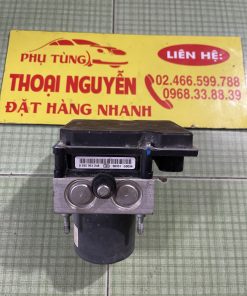 PHỤ TÙNG
THOẠI NGUYỄN
ĐẶT HÀNG NHANH
LIÊN HỆ:
02.466.599.788
0968.33.88.39